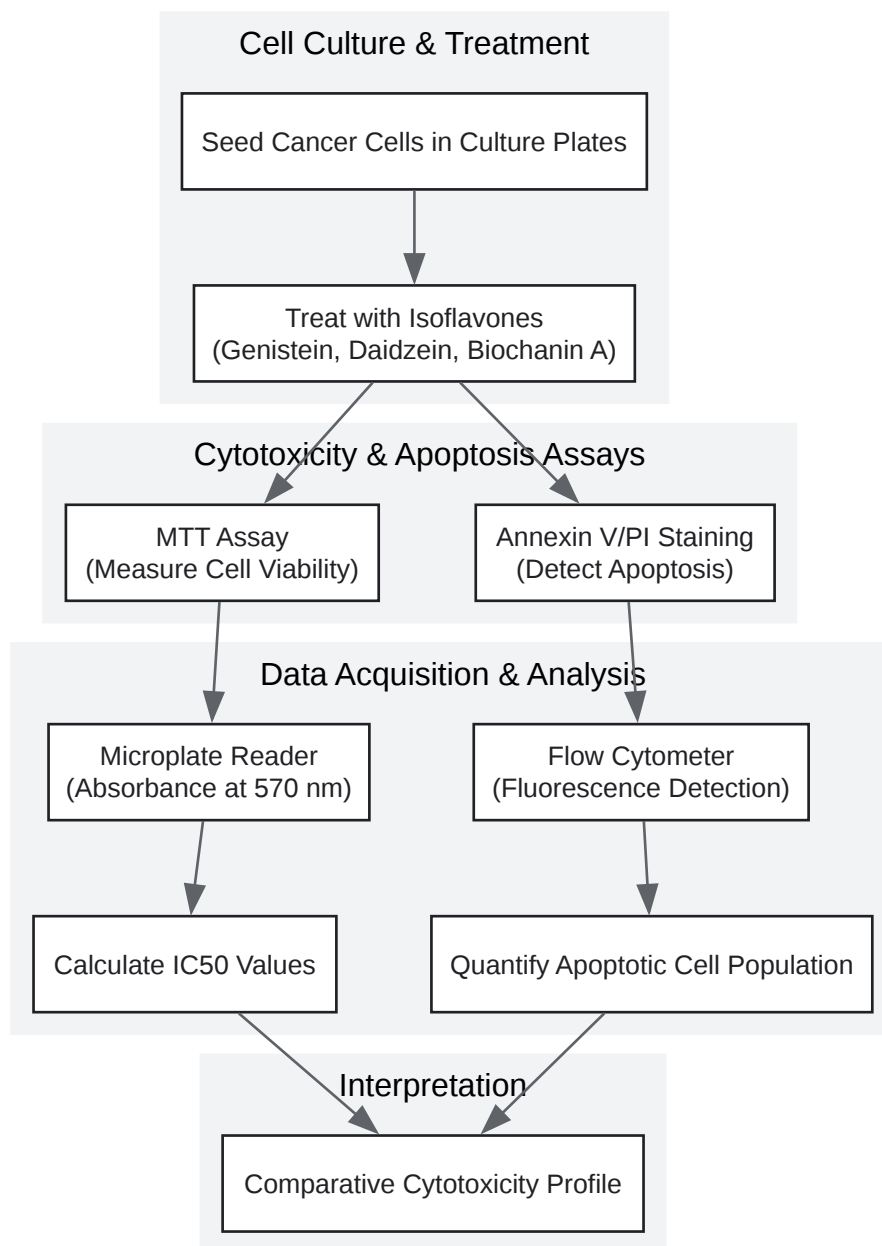 Cell Culture & Treatment
Seed Cancer Cells in Culture Plates
Treat with Isoflavones
(Genistein, Daidzein, Biochanin A)
Cytotoxicity & Apoptosis Assays
MTT Assay
(Measure Cell Viability)
Annexin V/PI Staining
(Detect Apoptosis)
Data Acquisition & Analysis
Microplate Reader
(Absorbance at 570 nm)
Flow Cytometer
(Fluorescence Detection)
Calculate IC50 Values
Quantify Apoptotic Cell Population
Interpretation
Comparative Cytotoxicity Profile